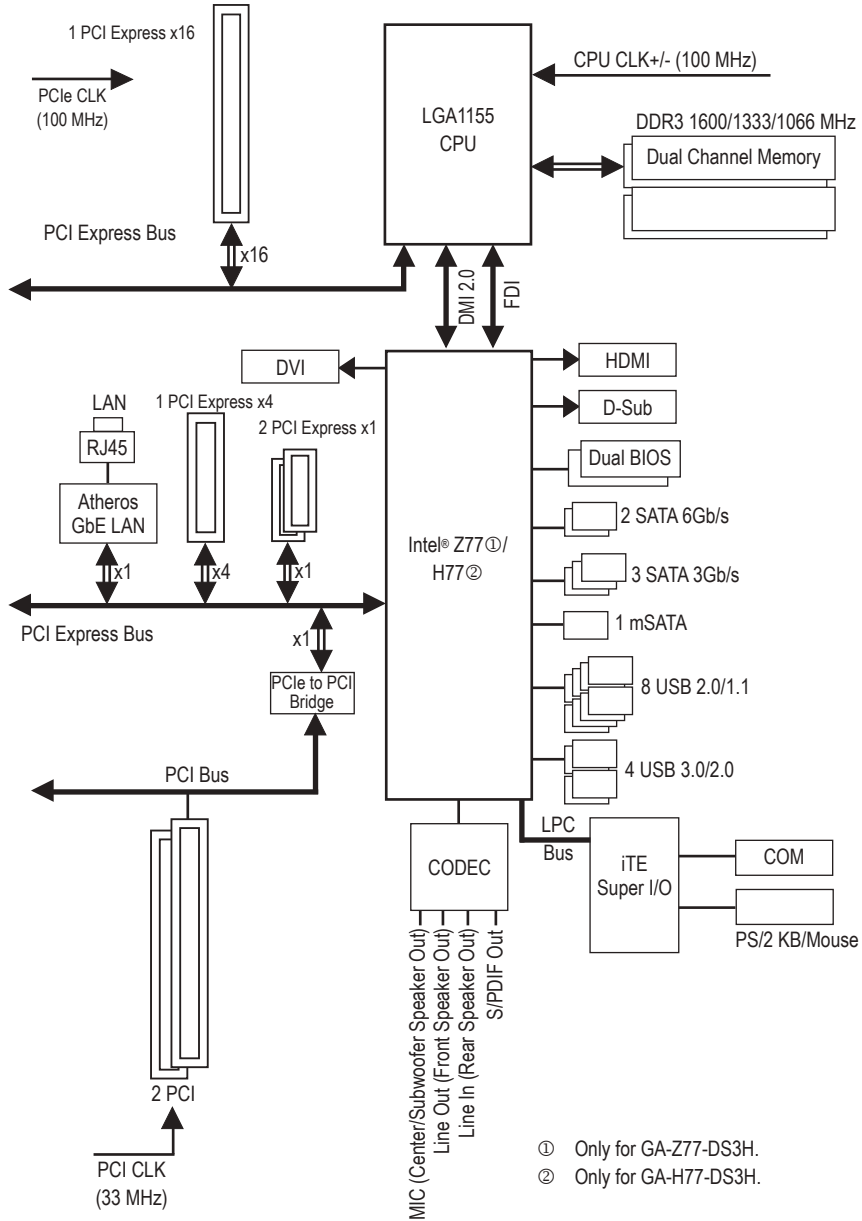 1 PCI Express x16
PCIe CLK
(100 MHz)
LGA1155
CPU
CPU CLK+/- (100 MHz)
DDR3 1600/1333/1066 MHz
Dual Channel Memory
PCI Express Bus
x16
DMI 2.0
FDI
DVI
HDMI
D-Sub
LAN
RJ45
1 PCI Express x4
2 PCI Express x1
Dual BIOS
Atheros
GbE LAN
2 SATA 6Gb/s
Intel® Z77①/
H77②
x1
x4
x1
3 SATA 3Gb/s
1 mSATA
PCI Express Bus
x1
PCIe to PCI
Bridge
8 USB 2.0/1.1
4 USB 3.0/2.0
PCI Bus
LPC
Bus
CODEC
iTE
Super I/O
COM
PS/2 KB/Mouse
MIC (Center/Subwoofer Speaker Out)
Line Out (Front Speaker Out)
Line In (Rear Speaker Out)
S/PDIF Out
2 PCI
PCI CLK
(33 MHz)
① Only for GA-Z77-DS3H.
② Only for GA-H77-DS3H.